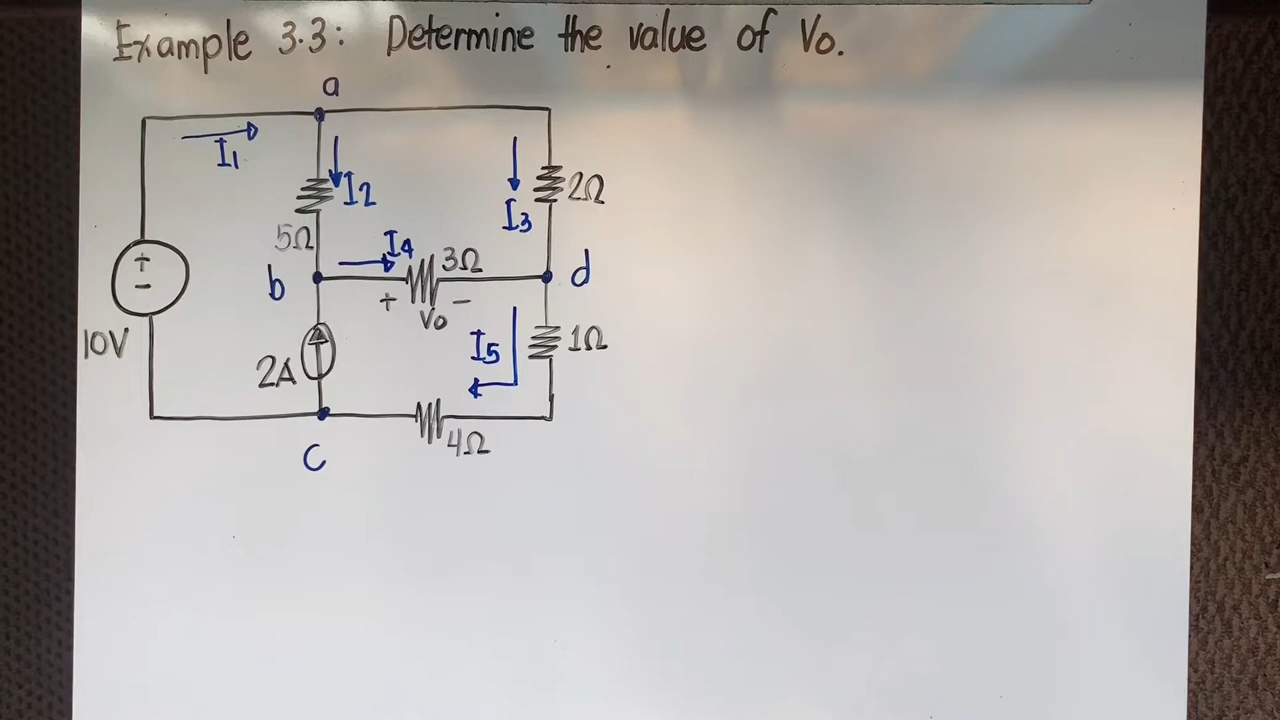 Example 3.3: Determine the value of Vo.
a
I1
I2
2Ω
I3
5Ω
I4
3Ω
b
d
+
-
+ -
Vo
10V
2A
I5
1Ω
4Ω
c